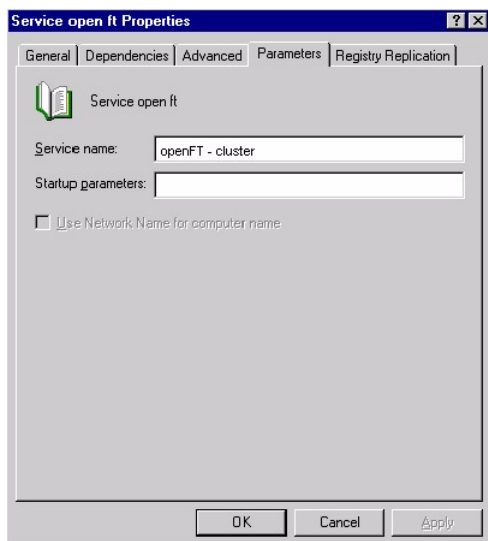 Service open ft Properties
General Dependencies Advanced Parameters Registry Replication
Service open ft
Service name: openFT - cluster
Startup parameters:
Use Network Name for computer name
OK Cancel Apply